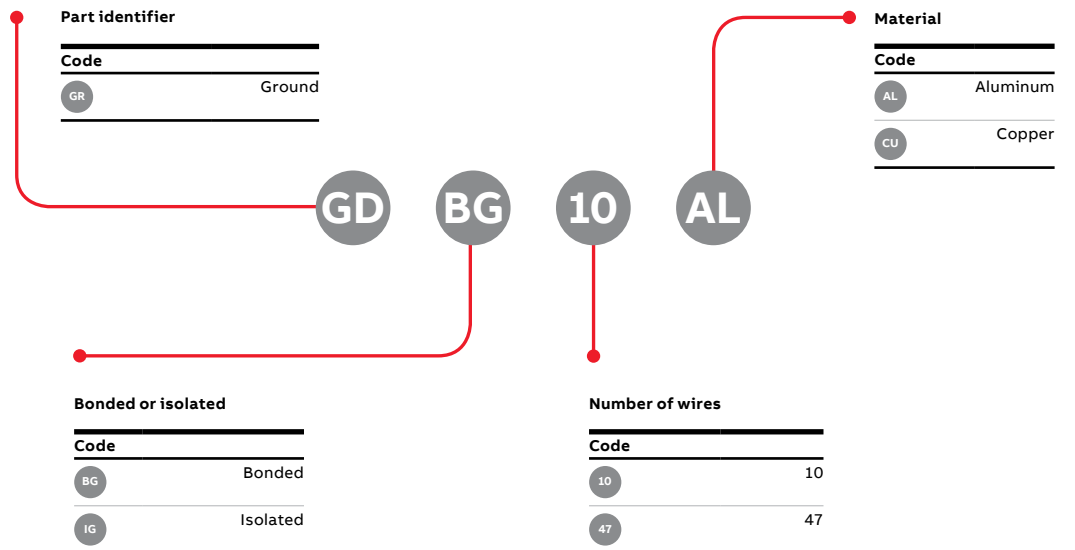 Part identifier
Code
GR Ground
Material
Code
AL Aluminum
CU Copper
GD BG 10 AL
Bonded or isolated
Code
BG Bonded
IG Isolated
Number of wires
Code
10 10
47 47